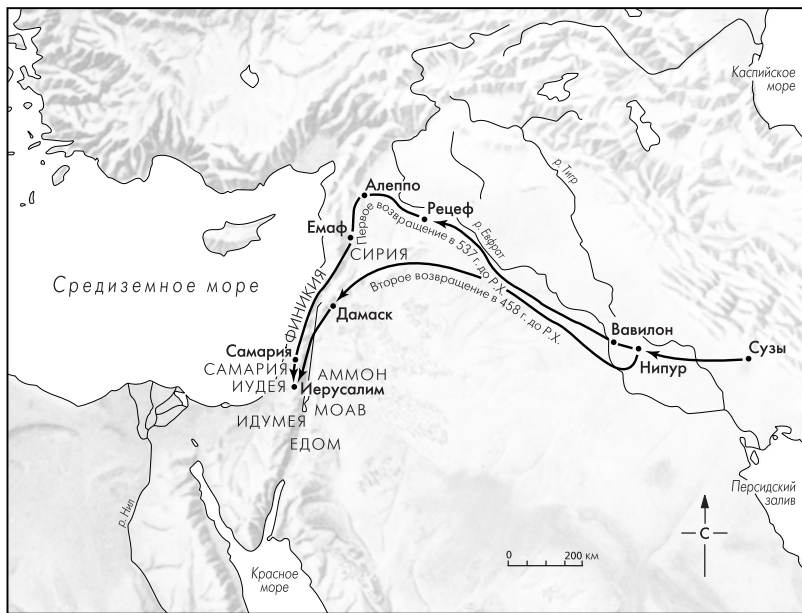 Каспийское
море
р. Тигр
Алеппо
Рецеф
р. Евфрат
Емаф
Первое возвращение в 537 г. до Р.Х.
СИРИЯ
Средиземное море
ФИНИКИЯ
Второе возвращение в 458 г. до Р.Х.
Дамаск
Вавилон
Сузы
Нипур
Самария
САМАРИЯ
АММОН
ИУДЕЯ
Иерусалим
МОАВ
ИДУМЕЯ
ЕДОМ
Персидский
залив
р. Нил
С
0 200 км
Красное
море